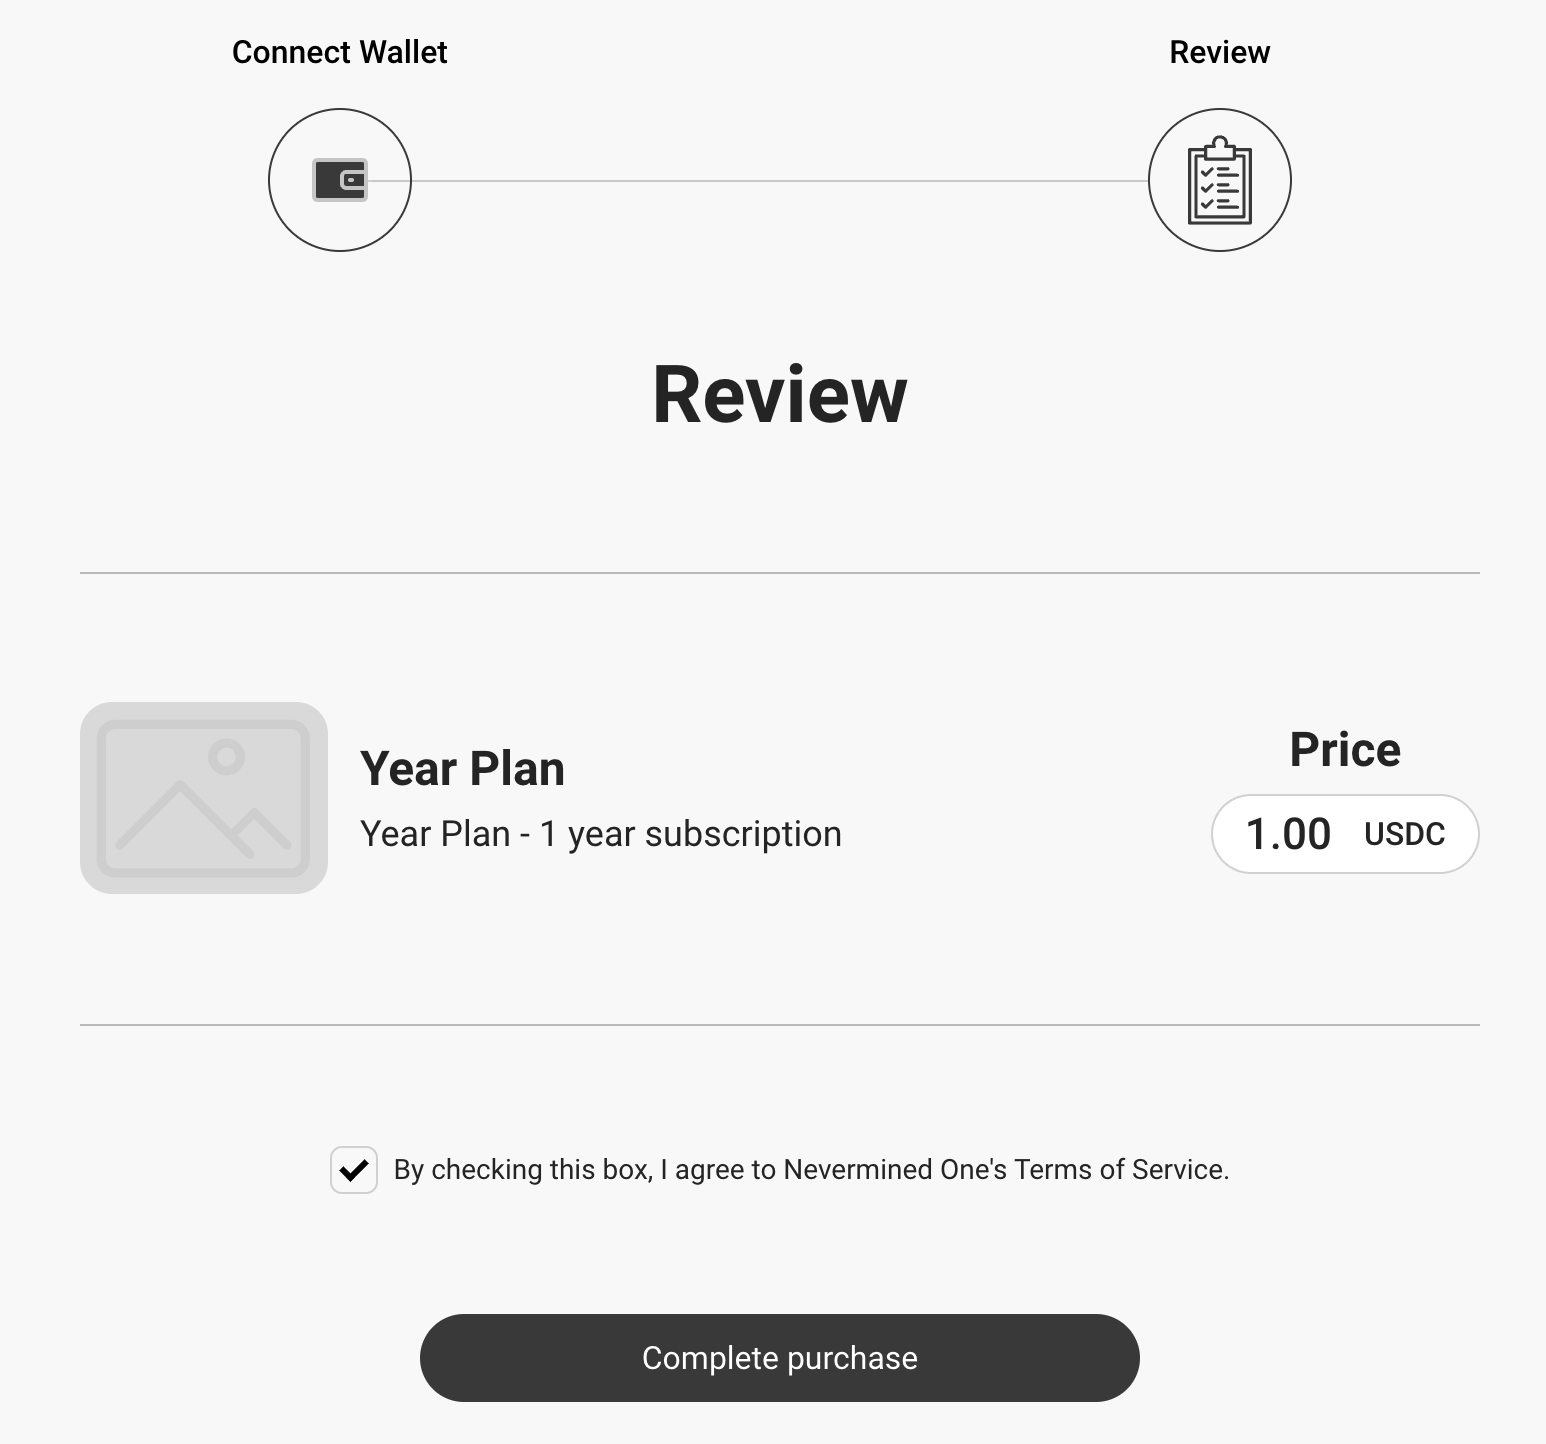 Connect Wallet
Review
Review
Year Plan
Year Plan - 1 year subscription
Price
1.00 USDC
By checking this box, I agree to Nevermined One's Terms of Service.
Complete purchase